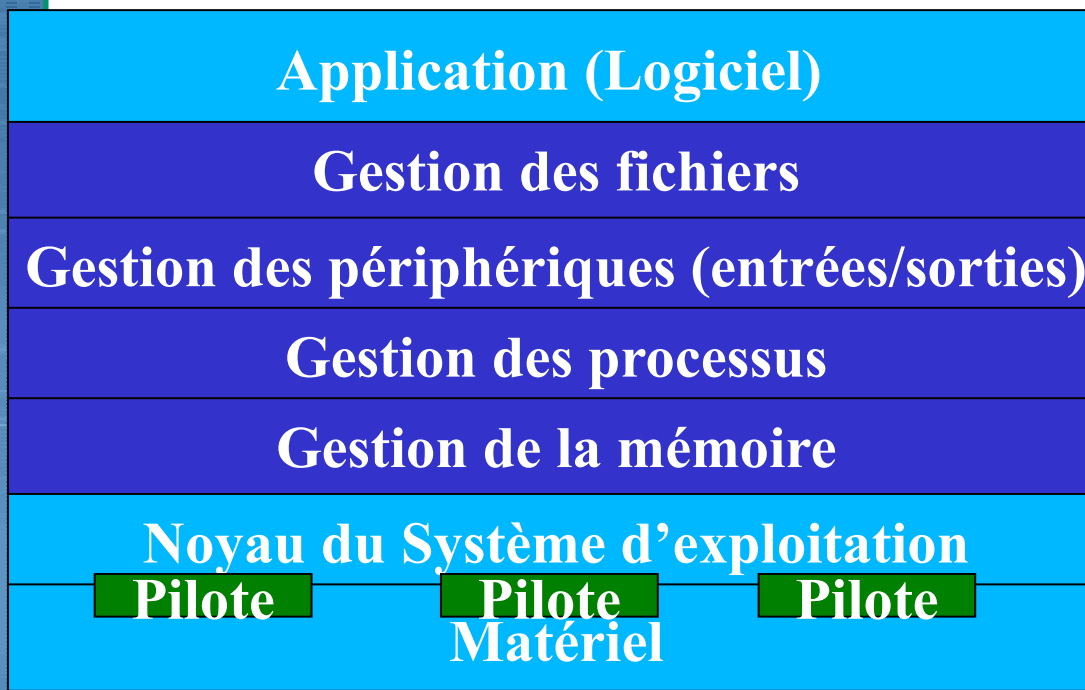 Application (Logiciel)
Gestion des fichiers
Gestion des périphériques (entrées/sorties)
Gestion des processus
Gestion de la mémoire
Noyau du Système d’exploitation
Pilote Pilote Pilote
Matériel